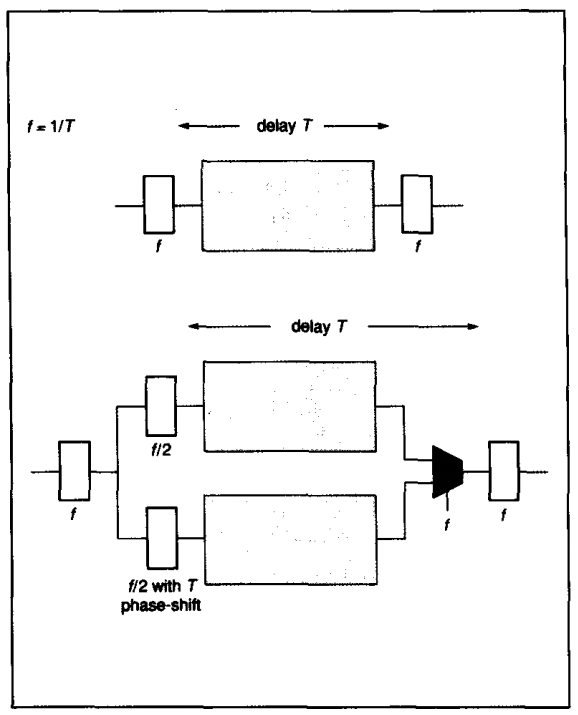 f = 1/T
delay T
f
f
delay T
f/2
f
f
f
f/2 with T
phase-shift